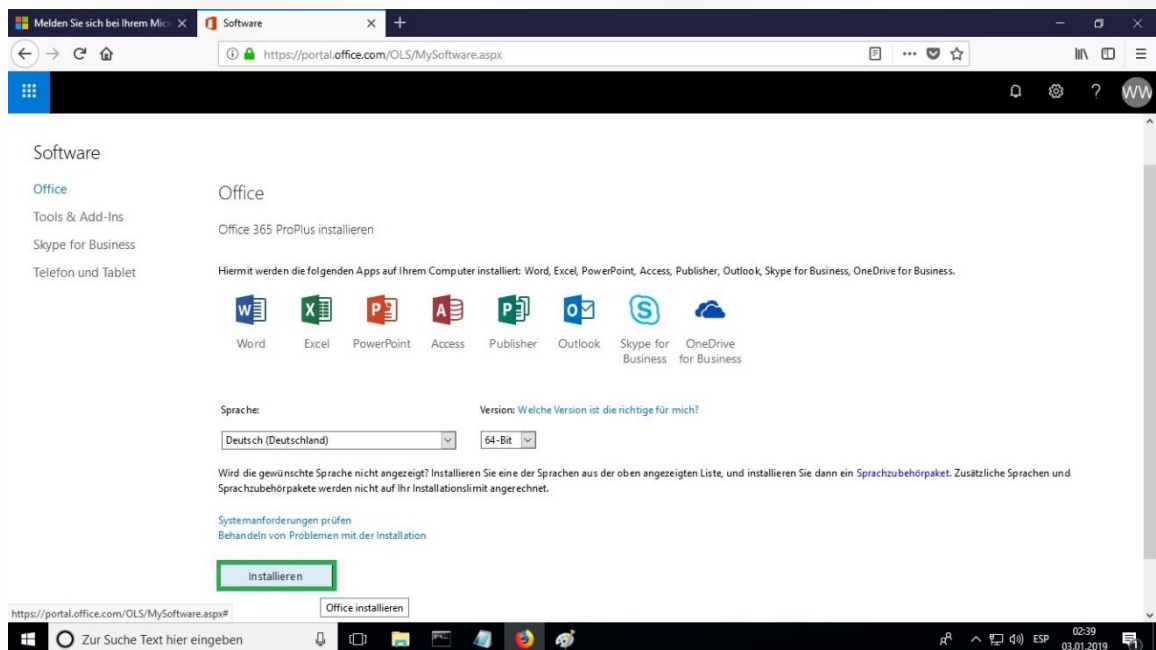 Melden Sie sich bei Ihrem Micr
Software
https://portal.office.com/OLS/MySoftware.aspx
WW
Software
Office
Tools & Add-Ins
Skype for Business
Telefon und Tablet
Office
Office 365 ProPlus installieren
Hiermit werden die folgenden Apps auf Ihrem Computer installiert: Word, Excel, PowerPoint, Access, Publisher, Outlook, Skype for Business, OneDrive for Business.
Word Excel PowerPoint Access Publisher Outlook Skype for Business OneDrive for Business
Sprache: Version: Welche Version ist die richtige für mich?
Deutsch (Deutschland) 64-Bit
Wird die gewünschte Sprache nicht angezeigt? Installieren Sie eine der Sprachen aus der oben angezeigten Liste, und installieren Sie dann ein Sprachzubehörpaket. Zusätzliche Sprachen und
Sprachzubehörpakete werden nicht auf Ihr Installationslimit angerechnet.
Systemanforderungen prüfen
Behandeln von Problemen mit der Installation
Installieren
Office installieren
https://portal.office.com/OLS/MySoftware.aspx#
Zur Suche Text hier eingeben
ESP
02:39
03.01.2019